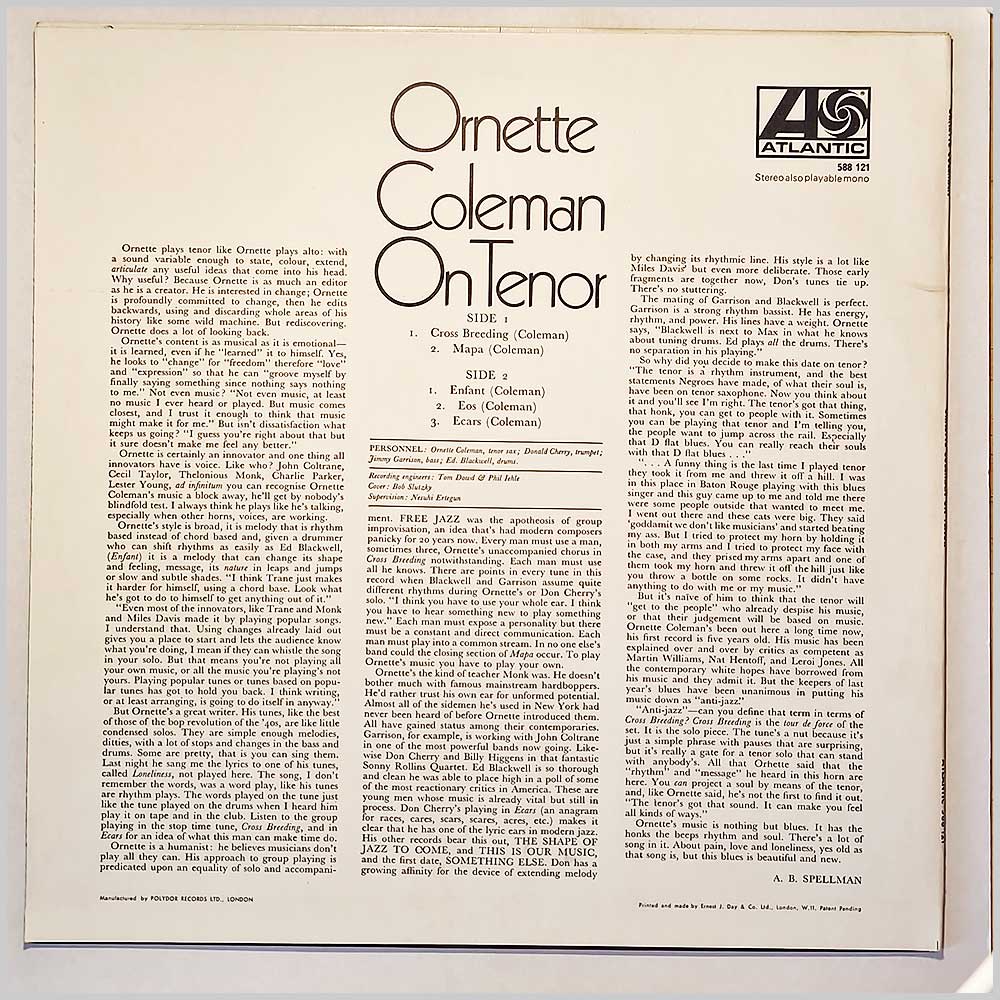 Ornette
Coleman
On Tenor
ATLANTIC
588 121
Stereo also playable mono
SIDE 1
1. Cross Breeding (Coleman)
2. Mapa (Coleman)
SIDE 2
1. Enfant (Coleman)
2. Eos (Coleman)
3. Ecars (Coleman)
PERSONNEL: Ornette Coleman, tenor sax; Donald Cherry, trumpet;
Jimmy Garrison, bass; Ed. Blackwell, drums.
Recording engineers: Tom Dowd & Phil Iehle
Cover: Bob Slutzky
Supervision: Nesuhi Ertegun
Ornette plays tenor like Ornette plays alto: with
a sound variable enough to state, colour, extend,
articulate any useful ideas that come into his head.
Why useful? Because Ornette is as much an editor
as he is a creator. He is interested in change; Ornette
is profoundly committed to change, then he edits
backwards, using and discarding whole areas of his
history like some wild machine. But rediscovering.
Ornette does a lot of looking back.
Ornette's content is as musical as it is emotional—
it is learned, even if he "learned" it to himself. Yes,
he looks to "change" for "freedom" therefore "love"
and "expression" so that he can "groove myself by
finally saying something since nothing says nothing
to me." Not even music? "Not even music, at least
no music I ever heard or played. But music comes
closest, and I trust it enough to think that music
might make it for me." But isn't dissatisfaction what
keeps us going? "I guess you're right about that but
it sure doesn't make me feel any better."
Ornette is certainly an innovator and one thing all
innovators have is voice. Like who? John Coltrane,
Cecil Taylor, Thelonious Monk, Charlie Parker,
Lester Young, ad infinitum you can recognise Ornette
Coleman's music a block away, he'll get by nobody's
blindfold test. I always think he plays like he's talking,
especially when other horns, voices, are working.
Ornette's style is broad, it is melody that is rhythm
based instead of chord based and, given a drummer
who can shift rhythms as easily as Ed Blackwell,
(Enfant) it is a melody that can change its shape
and feeling, message, its nature in leaps and jumps
or slow and subtle shades. "I think Trane just makes
it harder for himself, using a chord base. Look what
he's got to do to himself to get anything out of it."
"Even most of the innovators, like Trane and Monk
and Miles Davis made it by playing popular songs.
I understand that. Using changes already laid out
gives you a place to start and lets the audience know
what you're doing, I mean if they can whistle the song
in your solo. But that means you're not playing all
your own music, or all the music you're playing's not
yours. Playing popular tunes or tunes based on popu-
lar tunes has got to hold you back. I think writing,
or at least arranging, is going to do itself in anyway."
But Ornette's a great writer. His tunes, like the best
of those of the bop revolution of the '40s, are like little
condensed solos. They are simple enough melodies,
ditties, with a lot of stops and changes in the bass and
drums. Some are pretty, that is you can sing them.
Last night he sang me the lyrics to one of his tunes,
called Loneliness, not played here. The song, I don't
remember the words, was a word play, like his tunes
are rhythm plays. The words played on the tune just
like the tune played on the drums when I heard him
play it on tape and in the club. Listen to the group
playing in the stop time tune, Cross Breeding, and in
Ecars for an idea of what this man can make time do.
Ornette is a humanist: he believes musicians don't
play all they can. His approach to group playing is
predicated upon an equality of solo and accompani-
ment. FREE JAZZ was the apotheosis of group
improvisation, an idea that's had modern composers
panicky for 20 years now. Every man must use a man,
sometimes three, Ornette's unaccompanied chorus in
Cross Breeding notwithstanding. Each man must use
all he knows. There are points in every tune in this
record when Blackwell and Garrison assume quite
different rhythms during Ornette's or Don Cherry's
solo. "I think you have to use your whole ear. I think
you have to hear something new to play something
new." Each man must expose a personality but there
must be a constant and direct communication. Each
man must play into a common stream. In no one else's
band could the closing section of Mapa occur. To play
Ornette's music you have to play your own.
Ornette's the kind of teacher Monk was. He doesn't
bother much with famous mainstream hardboppers.
He'd rather trust his own ear for unformed potential.
Almost all of the sidemen he's used in New York had
never been heard of before Ornette introduced them.
All have gained status among their contemporaries.
Garrison, for example, is working with John Coltrane
in one of the most powerful bands now going. Like-
wise Don Cherry and Billy Higgens in that fantastic
Sonny Rollins Quartet. Ed Blackwell is so thorough
and clean he was able to place high in a poll of some
of the most reactionary critics in America. These are
young men whose music is already vital but still in
process. Don Cherry's playing in Ecars (an anagram
for races, cares, scars, scares, acres, etc.) makes it
clear that he has one of the lyric ears in modern jazz.
His other records bear this out, THE SHAPE OF
JAZZ TO COME, and THIS IS OUR MUSIC,
and the first date, SOMETHING ELSE. Don has a
growing affinity for the device of extending melody
by changing its rhythmic line. His style is a lot like
Miles Davis' but even more deliberate. Those early
fragments are together now, Don's tunes tie up.
There's no stuttering.
The mating of Garrison and Blackwell is perfect.
Garrison is a strong rhythm bassist. He has energy,
rhythm, and power. His lines have a weight. Ornette
says, "Blackwell is next to Max in what he knows
about tuning drums. Ed plays all the drums. There's
no separation in his playing."
So why did you decide to make this date on tenor?
"The tenor is a rhythm instrument, and the best
statements Negroes have made, of what their soul is,
have been on tenor saxophone. Now you think about
it and you'll see I'm right. The tenor's got that thing,
that honk, you can get to people with it. Sometimes
you can be playing that tenor and I'm telling you,
the people want to jump across the rail. Especially
that D flat blues. You can really reach their souls
with that D flat blues . . ."
". . . A funny thing is the last time I played tenor
they took it from me and threw it off a hill. I was
in this place in Baton Rouge playing with this blues
singer and this guy came up to me and told me there
were some people outside that wanted to meet me.
I went out there and these cats were big. They said
'goddamit we don't like musicians' and started beating
my ass. But I tried to protect my horn by holding it
in both my arms and I tried to protect my face with
the case, and they prised my arms apart and one of
them took my horn and threw it off the hill just like
you throw a bottle on some rocks. It didn't have
anything to do with me or my music."
But it's naïve of him to think that the tenor will
"get to the people" who already despise his music,
or that their judgement will be based on music.
Ornette Coleman's been out here a long time now,
his first record is five years old. His music has been
explained over and over by critics as competent as
Martin Williams, Nat Hentoff, and Leroi Jones. All
the contemporary white hopes have borrowed from
his music and they admit it. But the keepers of last
year's blues have been unanimous in putting his
music down as "anti-jazz."
"Anti-jazz"—can you define that term in terms of
Cross Breeding? Cross Breeding is the tour de force of the
set. It is the solo piece. The tune's a nut because it's
just a simple phrase with pauses that are surprising,
but it's really a gate for a tenor solo that can stand
with anybody's. All that Ornette said that the
"rhythm" and "message" he heard in this horn are
here. You can project a soul by means of the tenor,
and, like Ornette said, he's not the first to find it out.
"The tenor's got that sound. It can make you feel
all kinds of ways."
Ornette's music is nothing but blues. It has the
honks the beeps rhythm and soul. There's a lot of
song in it. About pain, love and loneliness, yes old as
that song is, but this blues is beautiful and new.
A. B. SPELLMAN
Manufactured by POLYDOR RECORDS LTD., LONDON
Printed and made by Ernest J. Day & Co. Ltd., London, W.11. Patent Pending